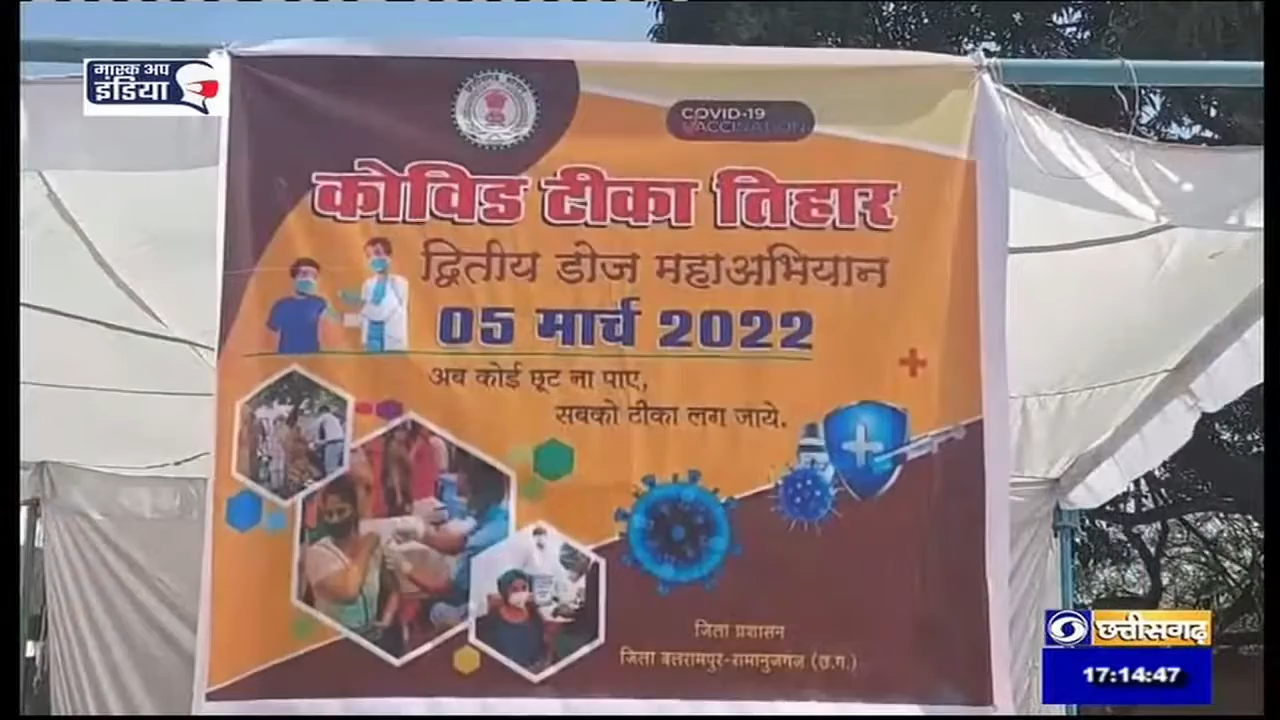 मास्क अप
इंडिया
COVID-19
VACCINATION
कोविड टीका तिहार
द्वितीय डोज महाअभियान
05 मार्च 2022
अब कोई छूट ना पाए,
सबको टीका लग जाये.
जिला प्रशासन
जिला बलरामपुर-रामानुजगंज (छ.ग.)
छत्तीसगढ़
17:14:47